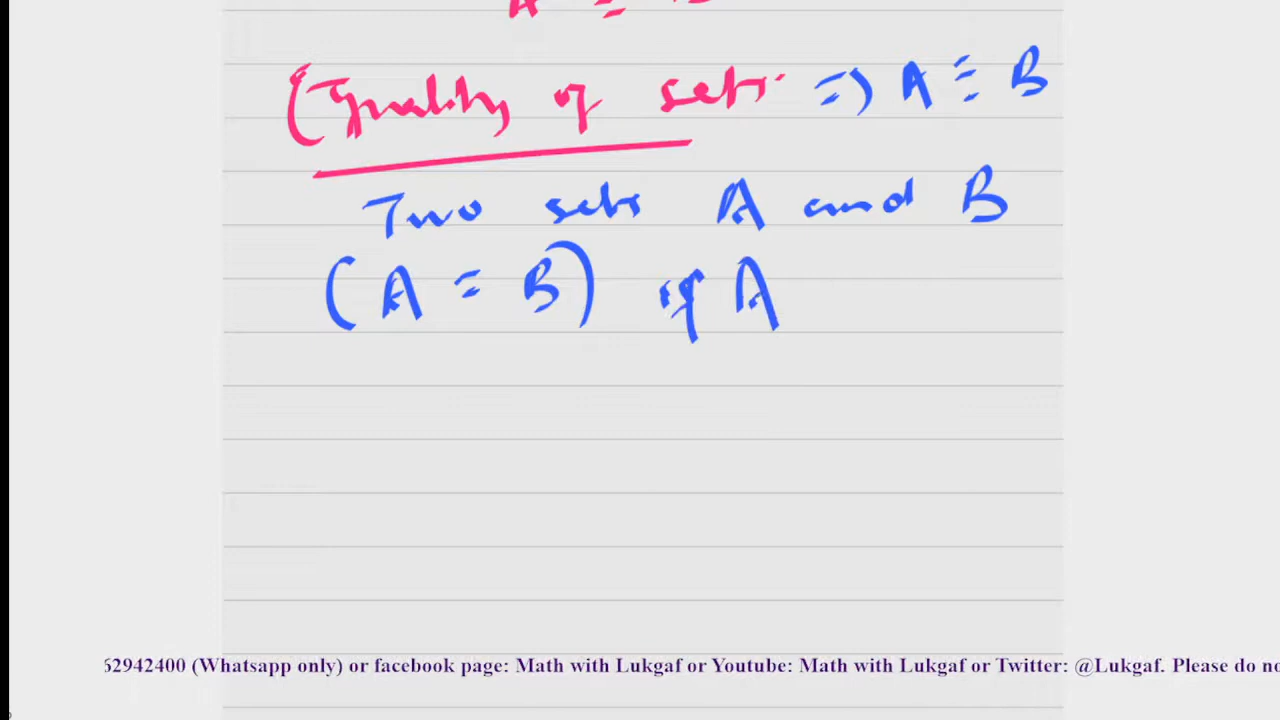 A ≡ B
(Equality of sets ⇒ A ≡ B
Two sets A and B
(A = B) if A
52942400 (Whatsapp only) or facebook page: Math with Lukgaf or Youtube: Math with Lukgaf or Twitter: @Lukgaf. Please do no